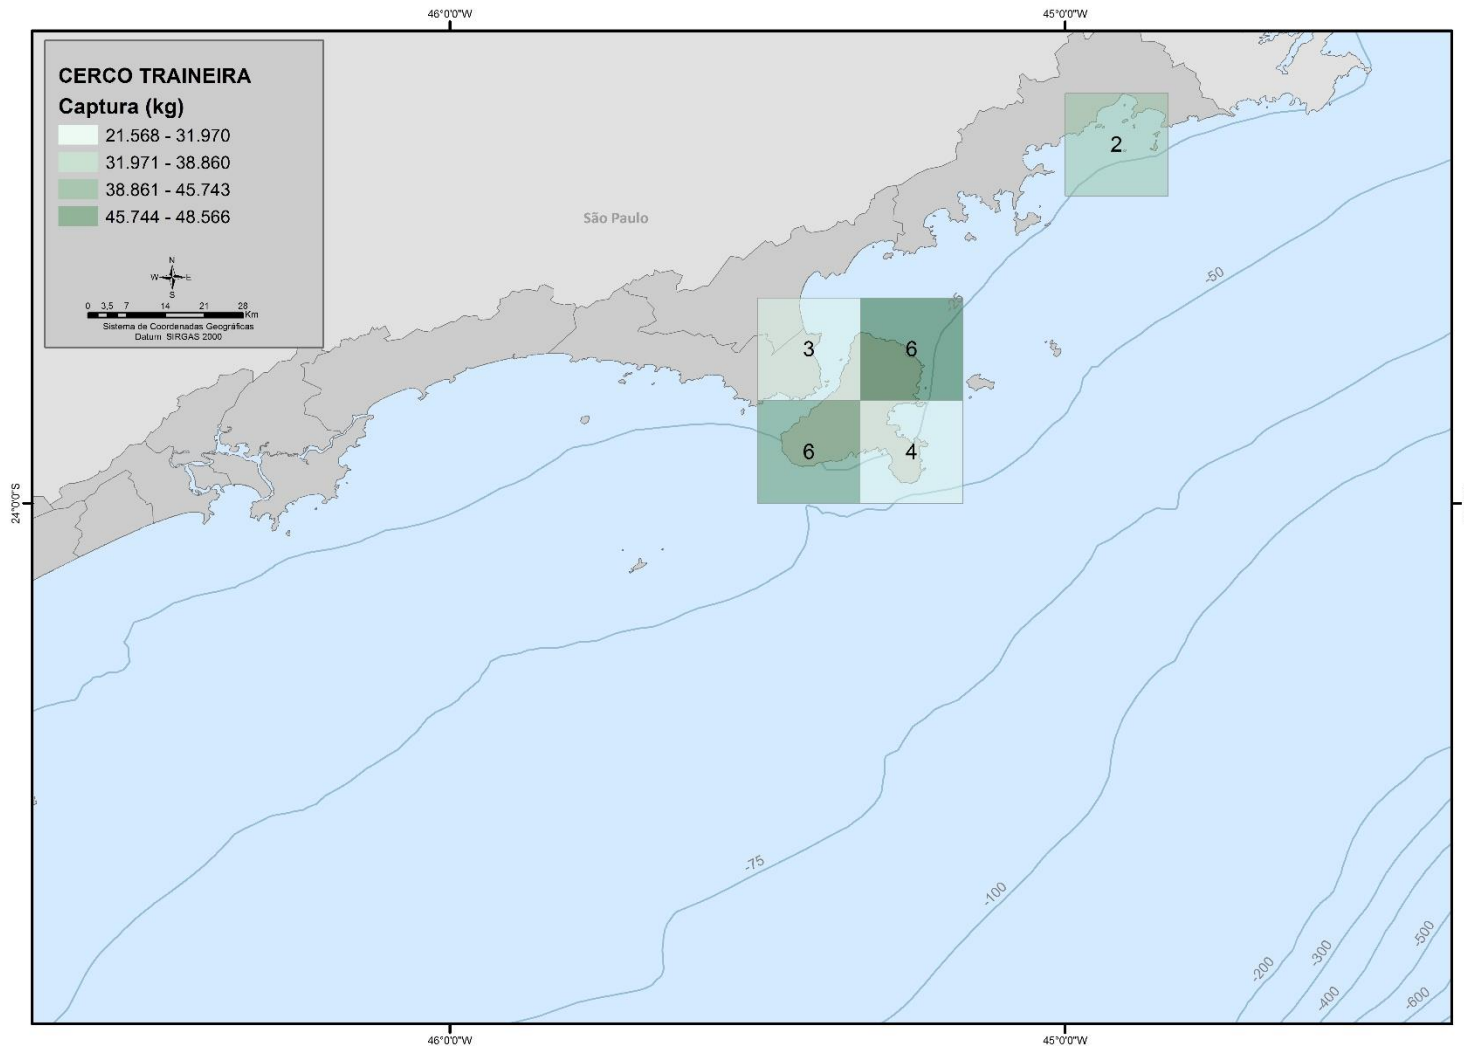 46°0'0"W
45°0'0"W
CERCO TRAINEIRA
Captura (kg)
21.568 - 31.970
31.971 - 38.860
38.861 - 45.743
45.744 - 48.566
N
W E
S
0 3,5 7 14 21 28
Km
Sistema de Coordenadas Geográficas
Datum SIRGAS 2000
São Paulo
2
-50
-25
3
6
6
4
24°0'0"S
-75
-100
-200
-300
-400
-500
-600
46°0'0"W
45°0'0"W